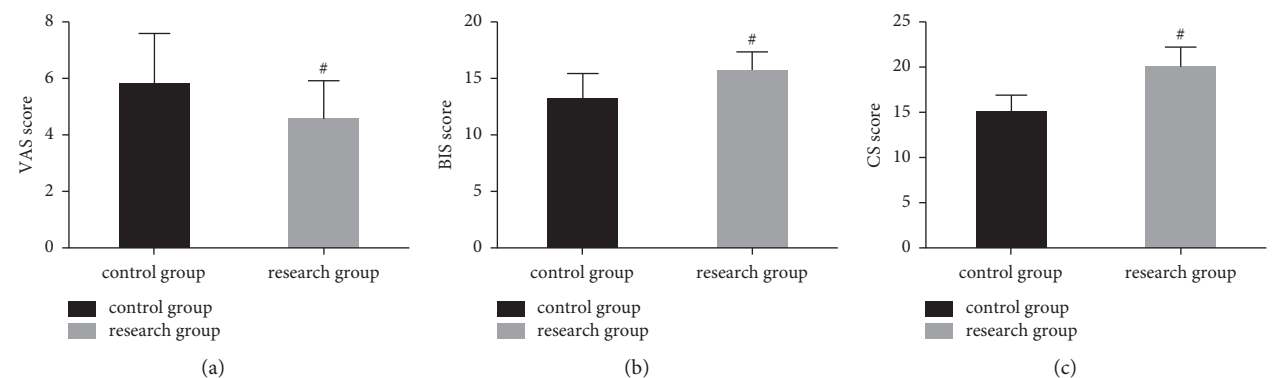 VAS score
8
6
4
2
0
#
control group
research group
control group
research group
(a)
BIS score
20
15
10
5
0
#
control group
research group
control group
research group
(b)
CS score
25
20
15
10
5
0
#
control group
research group
control group
research group
(c)